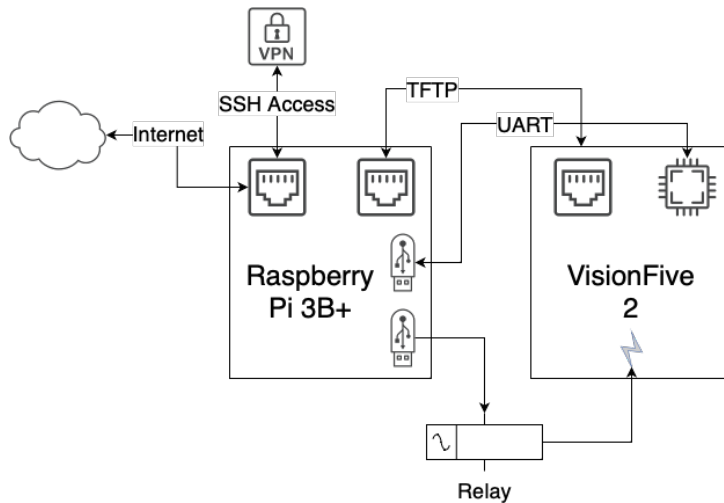 VPN
SSH Access
TFTP
Internet
UART
Raspberry
Pi 3B+
VisionFive
2
Relay